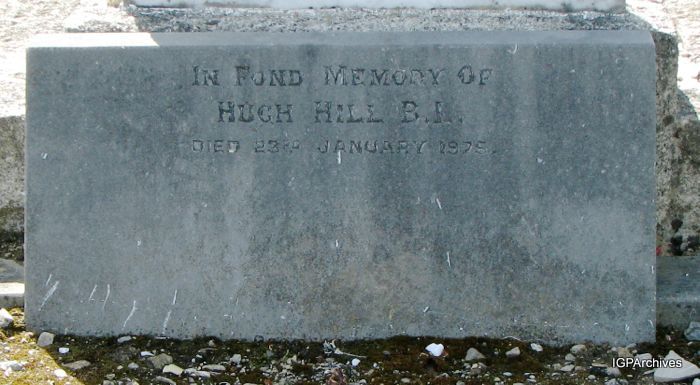 In Fond Memory Of
HUGH HILL B.L.
DIED 23RD JANUARY 1975.
IGPArchives